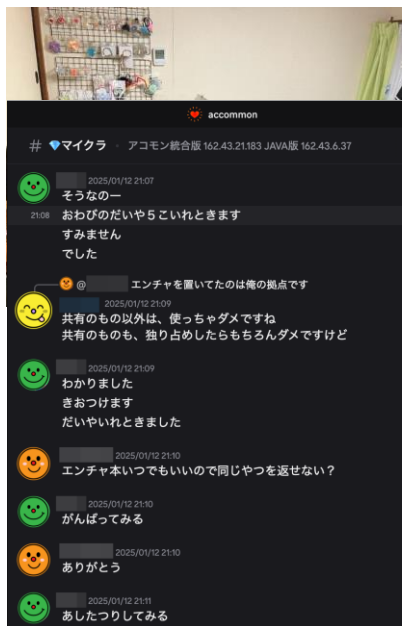 accommon
# 💎マイクラ アコモン統合版 162.43.21.183 JAVA版 162.43.6.37
2025/01/12 21:07
そうなのー
21:08 おわびのだいや5こいれときます
すみません
でした
@ エンチャを置いてたのは俺の拠点です
2025/01/12 21:09
共有のもの以外は、使っちゃダメですね
共有のものも、独り占めしたらもちろんダメですけど
2025/01/12 21:09
わかりました
きおつけます
だいやいれときました
2025/01/12 21:10
エンチャ本いつでもいいので同じやつを返せない？
2025/01/12 21:10
がんばってみる
2025/01/12 21:10
ありがとう
2025/01/12 21:11
あしたつりしてみる